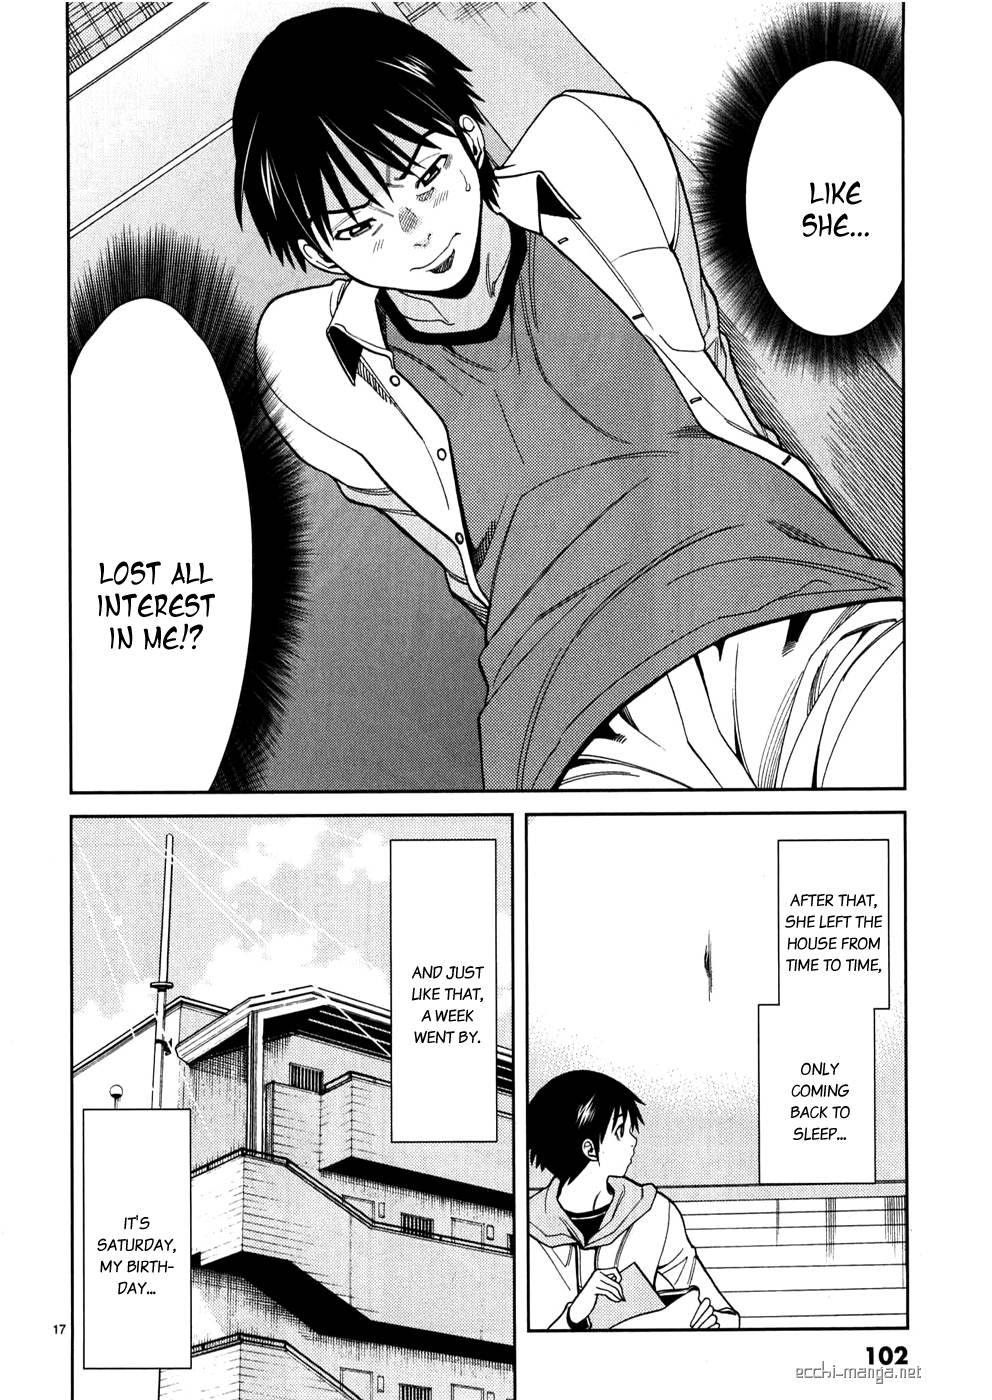 LIKE
SHE...
LOST ALL
INTEREST
IN ME!?
AFTER THAT,
SHE LEFT THE
HOUSE FROM
TIME TO TIME,
ONLY
COMING
BACK TO
SLEEP...
AND JUST
LIKE THAT,
A WEEK
WENT BY.
IT'S
SATURDAY,
MY BIRTH-
DAY...
17
102
ecchi-manga.net